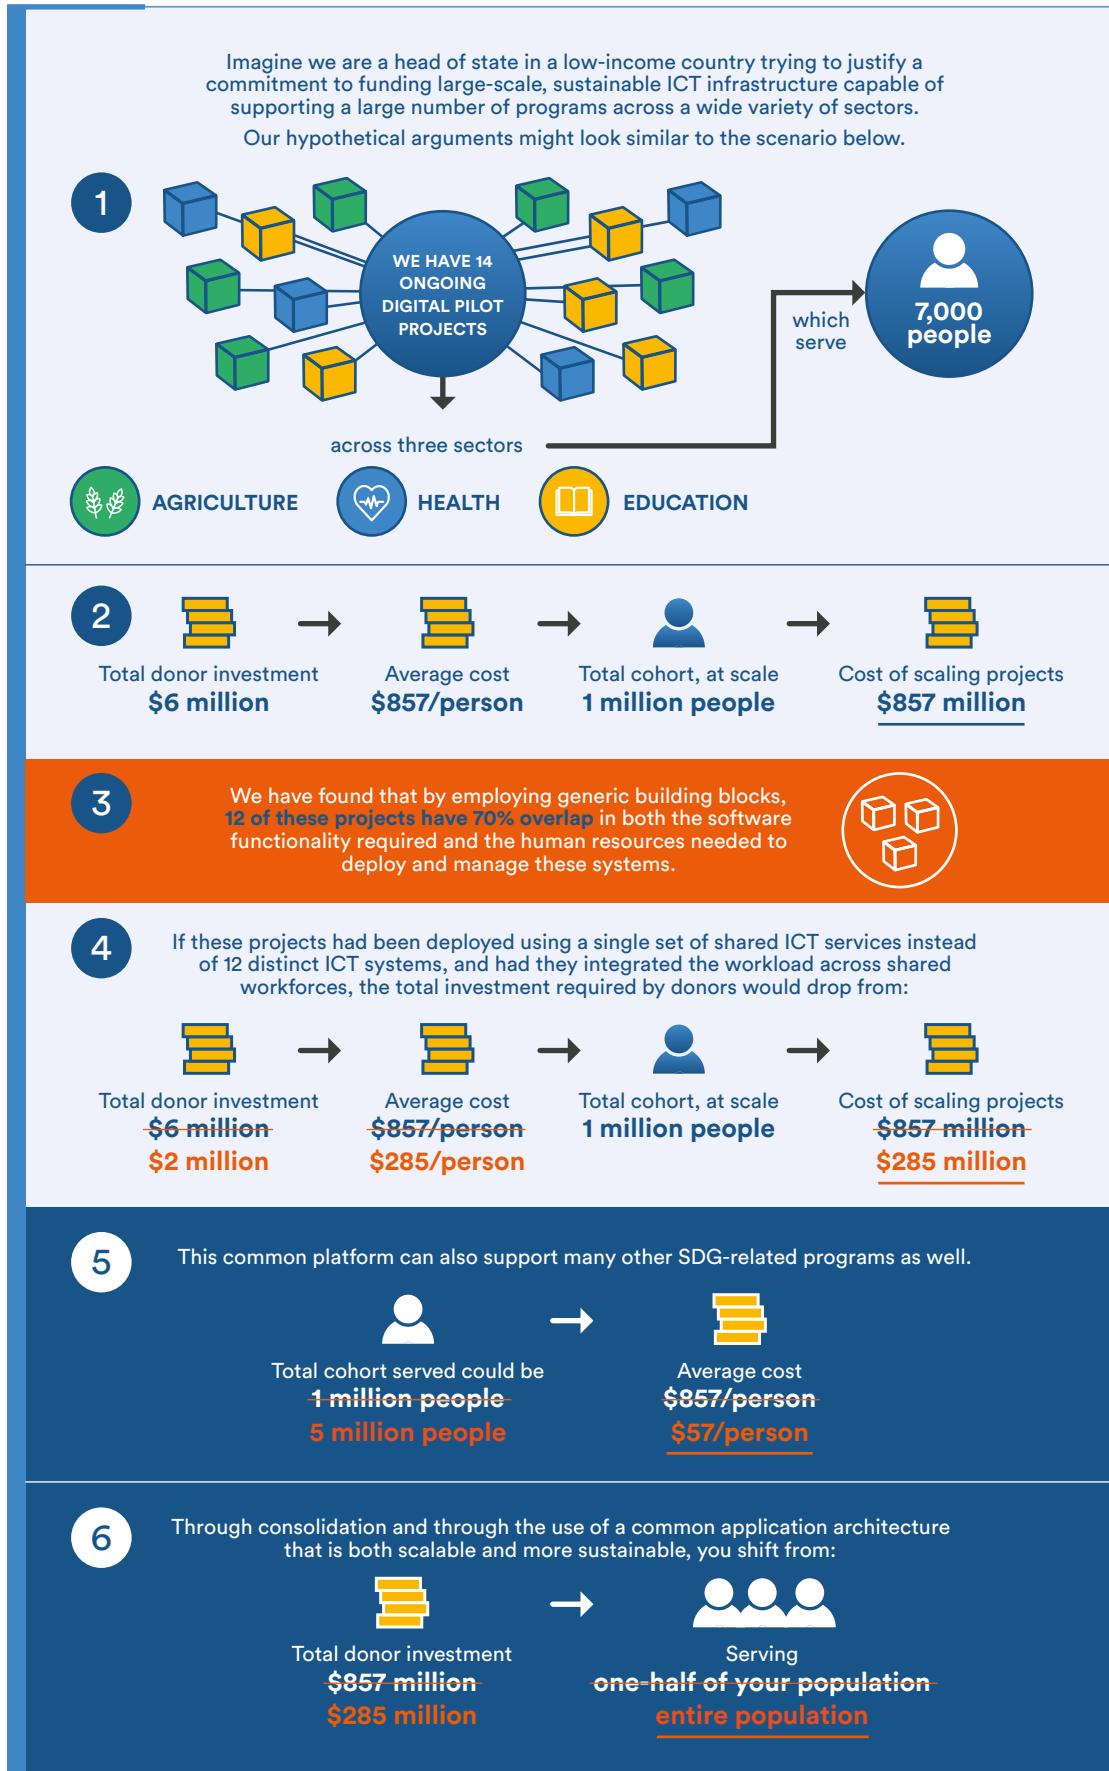 Imagine we are a head of state in a low-income country trying to justify a
commitment to funding large-scale, sustainable ICT infrastructure capable of
supporting a large number of programs across a wide variety of sectors.
Our hypothetical arguments might look similar to the scenario below.
1
WE HAVE 14
ONGOING
DIGITAL PILOT
PROJECTS
which
serve
7,000
people
across three sectors
AGRICULTURE
HEALTH
EDUCATION
2
Total donor investment
$6 million
Average cost
$857/person
Total cohort, at scale
1 million people
Cost of scaling projects
$857 million
3
We have found that by employing generic building blocks,
12 of these projects have 70% overlap in both the software
functionality required and the human resources needed to
deploy and manage these systems.
4
If these projects had been deployed using a single set of shared ICT services instead
of 12 distinct ICT systems, and had they integrated the workload across shared
workforces, the total investment required by donors would drop from:
Total donor investment
$6 million
$2 million
Average cost
$857/person
$285/person
Total cohort, at scale
1 million people
Cost of scaling projects
$857 million
$285 million
5
This common platform can also support many other SDG-related programs as well.
Total cohort served could be
1 million people
5 million people
Average cost
$857/person
$57/person
6
Through consolidation and through the use of a common application architecture
that is both scalable and more sustainable, you shift from:
Total donor investment
$857 million
$285 million
Serving
one-half of your population
entire population